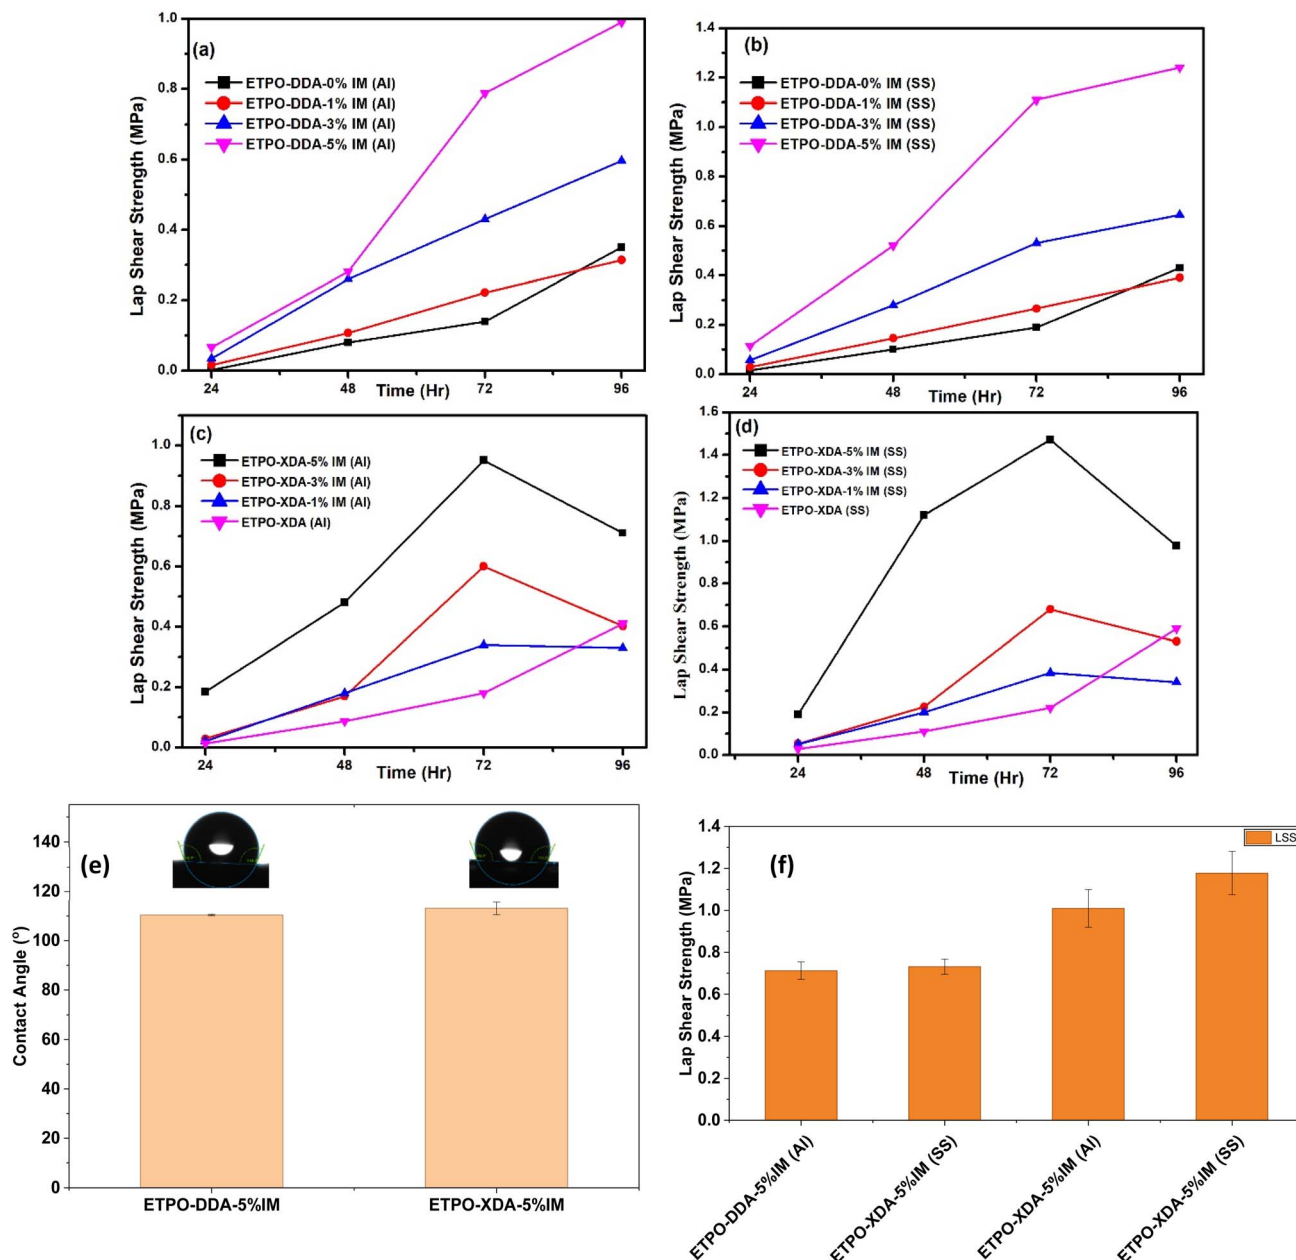 (a)
ETPO-DDA-0% IM (Al)
ETPO-DDA-1% IM (Al)
ETPO-DDA-3% IM (Al)
ETPO-DDA-5% IM (Al)
Lap Shear Strength (MPa)
1.0
0.8
0.6
0.4
0.2
0.0
24
48
72
96
Time (Hr)
(b)
ETPO-DDA-0% IM (SS)
ETPO-DDA-1% IM (SS)
ETPO-DDA-3% IM (SS)
ETPO-DDA-5% IM (SS)
Lap Shear Strength (MPa)
1.4
1.2
1.0
0.8
0.6
0.4
0.2
0.0
24
48
72
96
Time (Hr)
(c)
ETPO-XDA-5% IM (Al)
ETPO-XDA-3% IM (Al)
ETPO-XDA-1% IM (Al)
ETPO-XDA (Al)
Lap Shear Strength (MPa)
1.0
0.8
0.6
0.4
0.2
0.0
24
48
72
96
Time (Hr)
(d)
ETPO-XDA-5% IM (SS)
ETPO-XDA-3% IM (SS)
ETPO-XDA-1% IM (SS)
ETPO-XDA (SS)
Lap Shear Strength (MPa)
1.6
1.4
1.2
1.0
0.8
0.6
0.4
0.2
0.0
24
48
72
96
Time (Hr)
(e)
Contact Angle (°)
140
120
100
80
60
40
20
0
ETPO-DDA-5%IM
ETPO-XDA-5%IM
(f)
LSS
Lap Shear Strength (MPa)
1.4
1.2
1.0
0.8
0.6
0.4
0.2
0.0
ETPO-DDA-5%IM (Al)
ETPO-XDA-5%IM (SS)
ETPO-XDA-5%IM (Al)
ETPO-XDA-5%IM (SS)